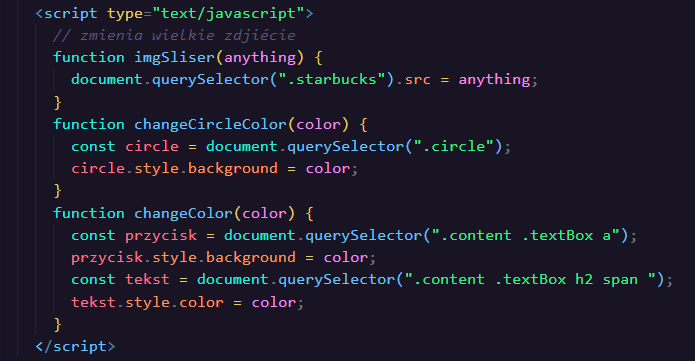 <script type="text/javascript">
// zmienia wielkie zdjiécie
function imgSliser(anything) {
document.querySelector(".starbucks").src = anything;
}
function changeCircleColor(color) {
const circle = document.querySelector(".circle");
circle.style.background = color;
}
function changeColor(color) {
const przycisk = document.querySelector(".content .textBox a");
przycisk.style.background = color;
const tekst = document.querySelector(".content .textBox h2 span ");
tekst.style.color = color;
}
</script>